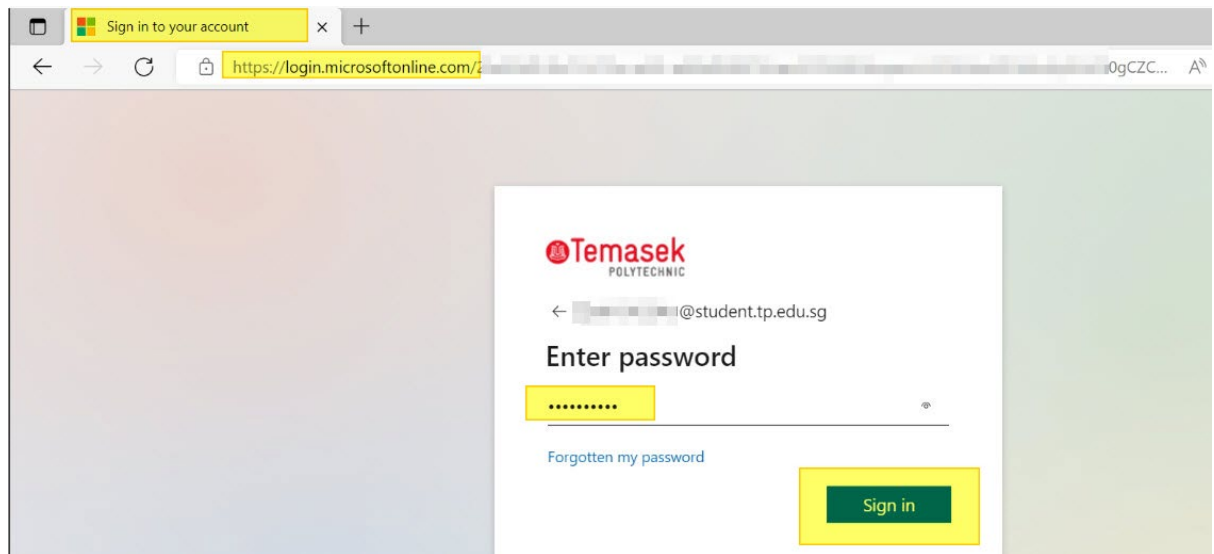 Sign in to your account
https://login.microsoftonline.com/ 0gCZC...
Temasek
POLYTECHNIC
@student.tp.edu.sg
Enter password
••••••••••
Forgotten my password
Sign in